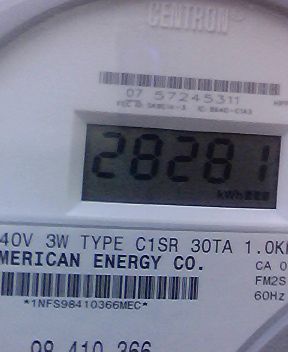 CENTRON
07 57245311
28281
kWh
40V 3W TYPE C1SR 30TA 1.0K
MERICAN ENERGY CO.
CA 0
FM2S
60Hz
*1NFS98410366MEC*
98 410 366